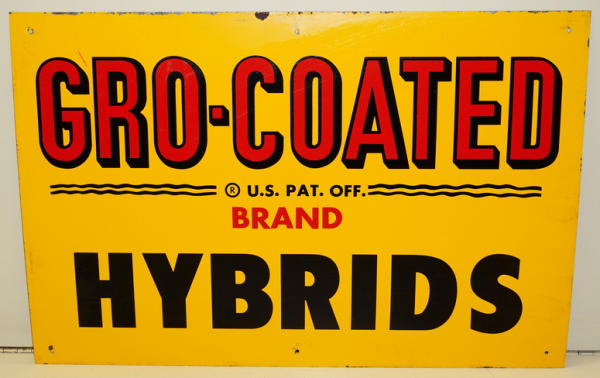 GRO-COATED
® U.S. PAT. OFF.
BRAND
HYBRIDS